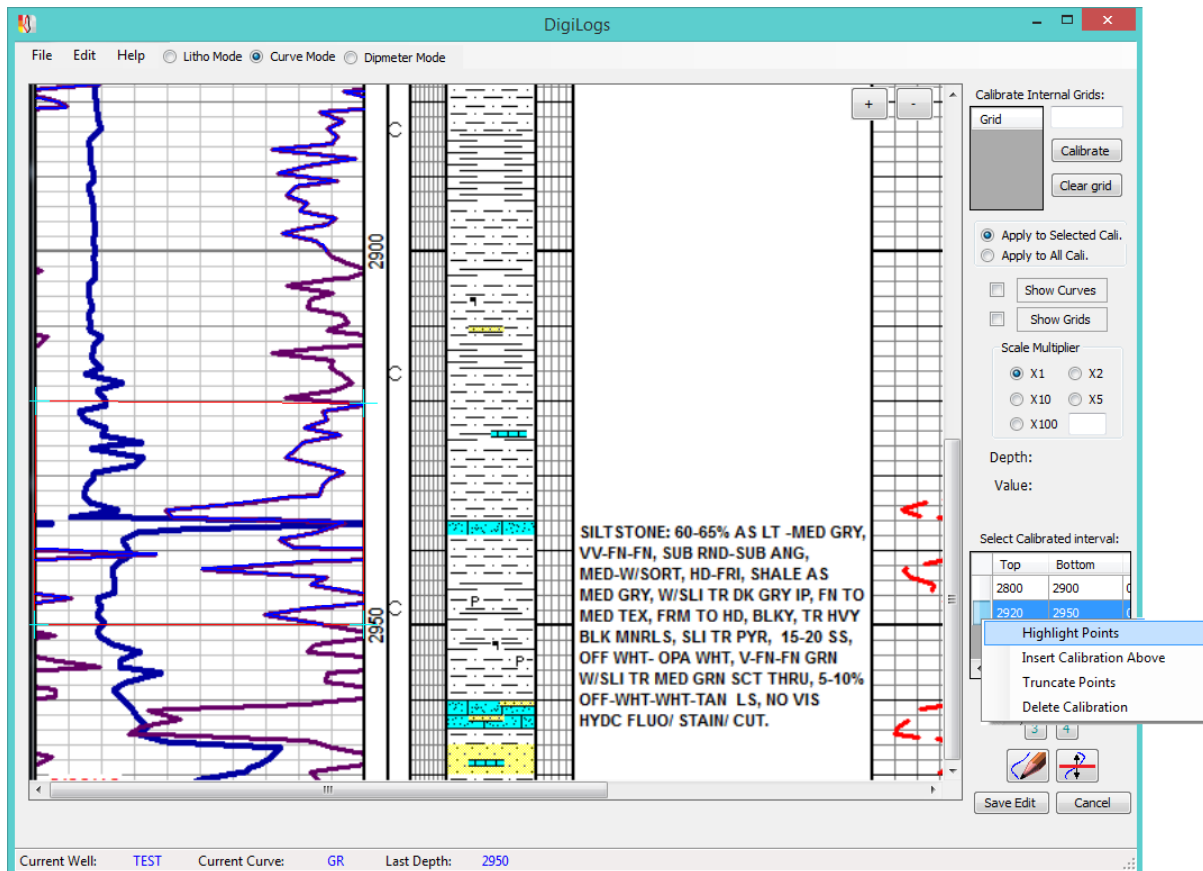 DigiLogs
File Edit Help Litho Mode Curve Mode Dipmeter Mode
+ -
2900
2950
P
P
SILTSTONE: 60-65% AS LT -MED GRY,
VV-FN-FN, SUB RND-SUB ANG,
MED-W/SORT, HD-FRI, SHALE AS
MED GRY, W/SLI TR DK GRY IP, FN TO
MED TEX, FRM TO HD, BLKY, TR HVY
BLK MNRLS, SLI TR PYR, 15-20 SS,
OFF WHT- OPA WHT, V-FN-FN GRN
W/SLI TR MED GRN SCT THRU, 5-10%
OFF-WHT-WHT-TAN LS, NO VIS
HYDC FLUO/ STAIN/ CUT.
Calibrate Internal Grids:
Grid
Calibrate
Clear grid
Apply to Selected Cali.
Apply to All Cali.
Show Curves
Show Grids
Scale Multiplier
X1 X2
X10 X5
X100
Depth:
Value:
Select Calibrated interval:
Top Bottom
2800 2900 0
2920 2950 0
Highlight Points
Insert Calibration Above
Truncate Points
Delete Calibration
3 4
Save Edit Cancel
Current Well: TEST Current Curve: GR Last Depth: 2950